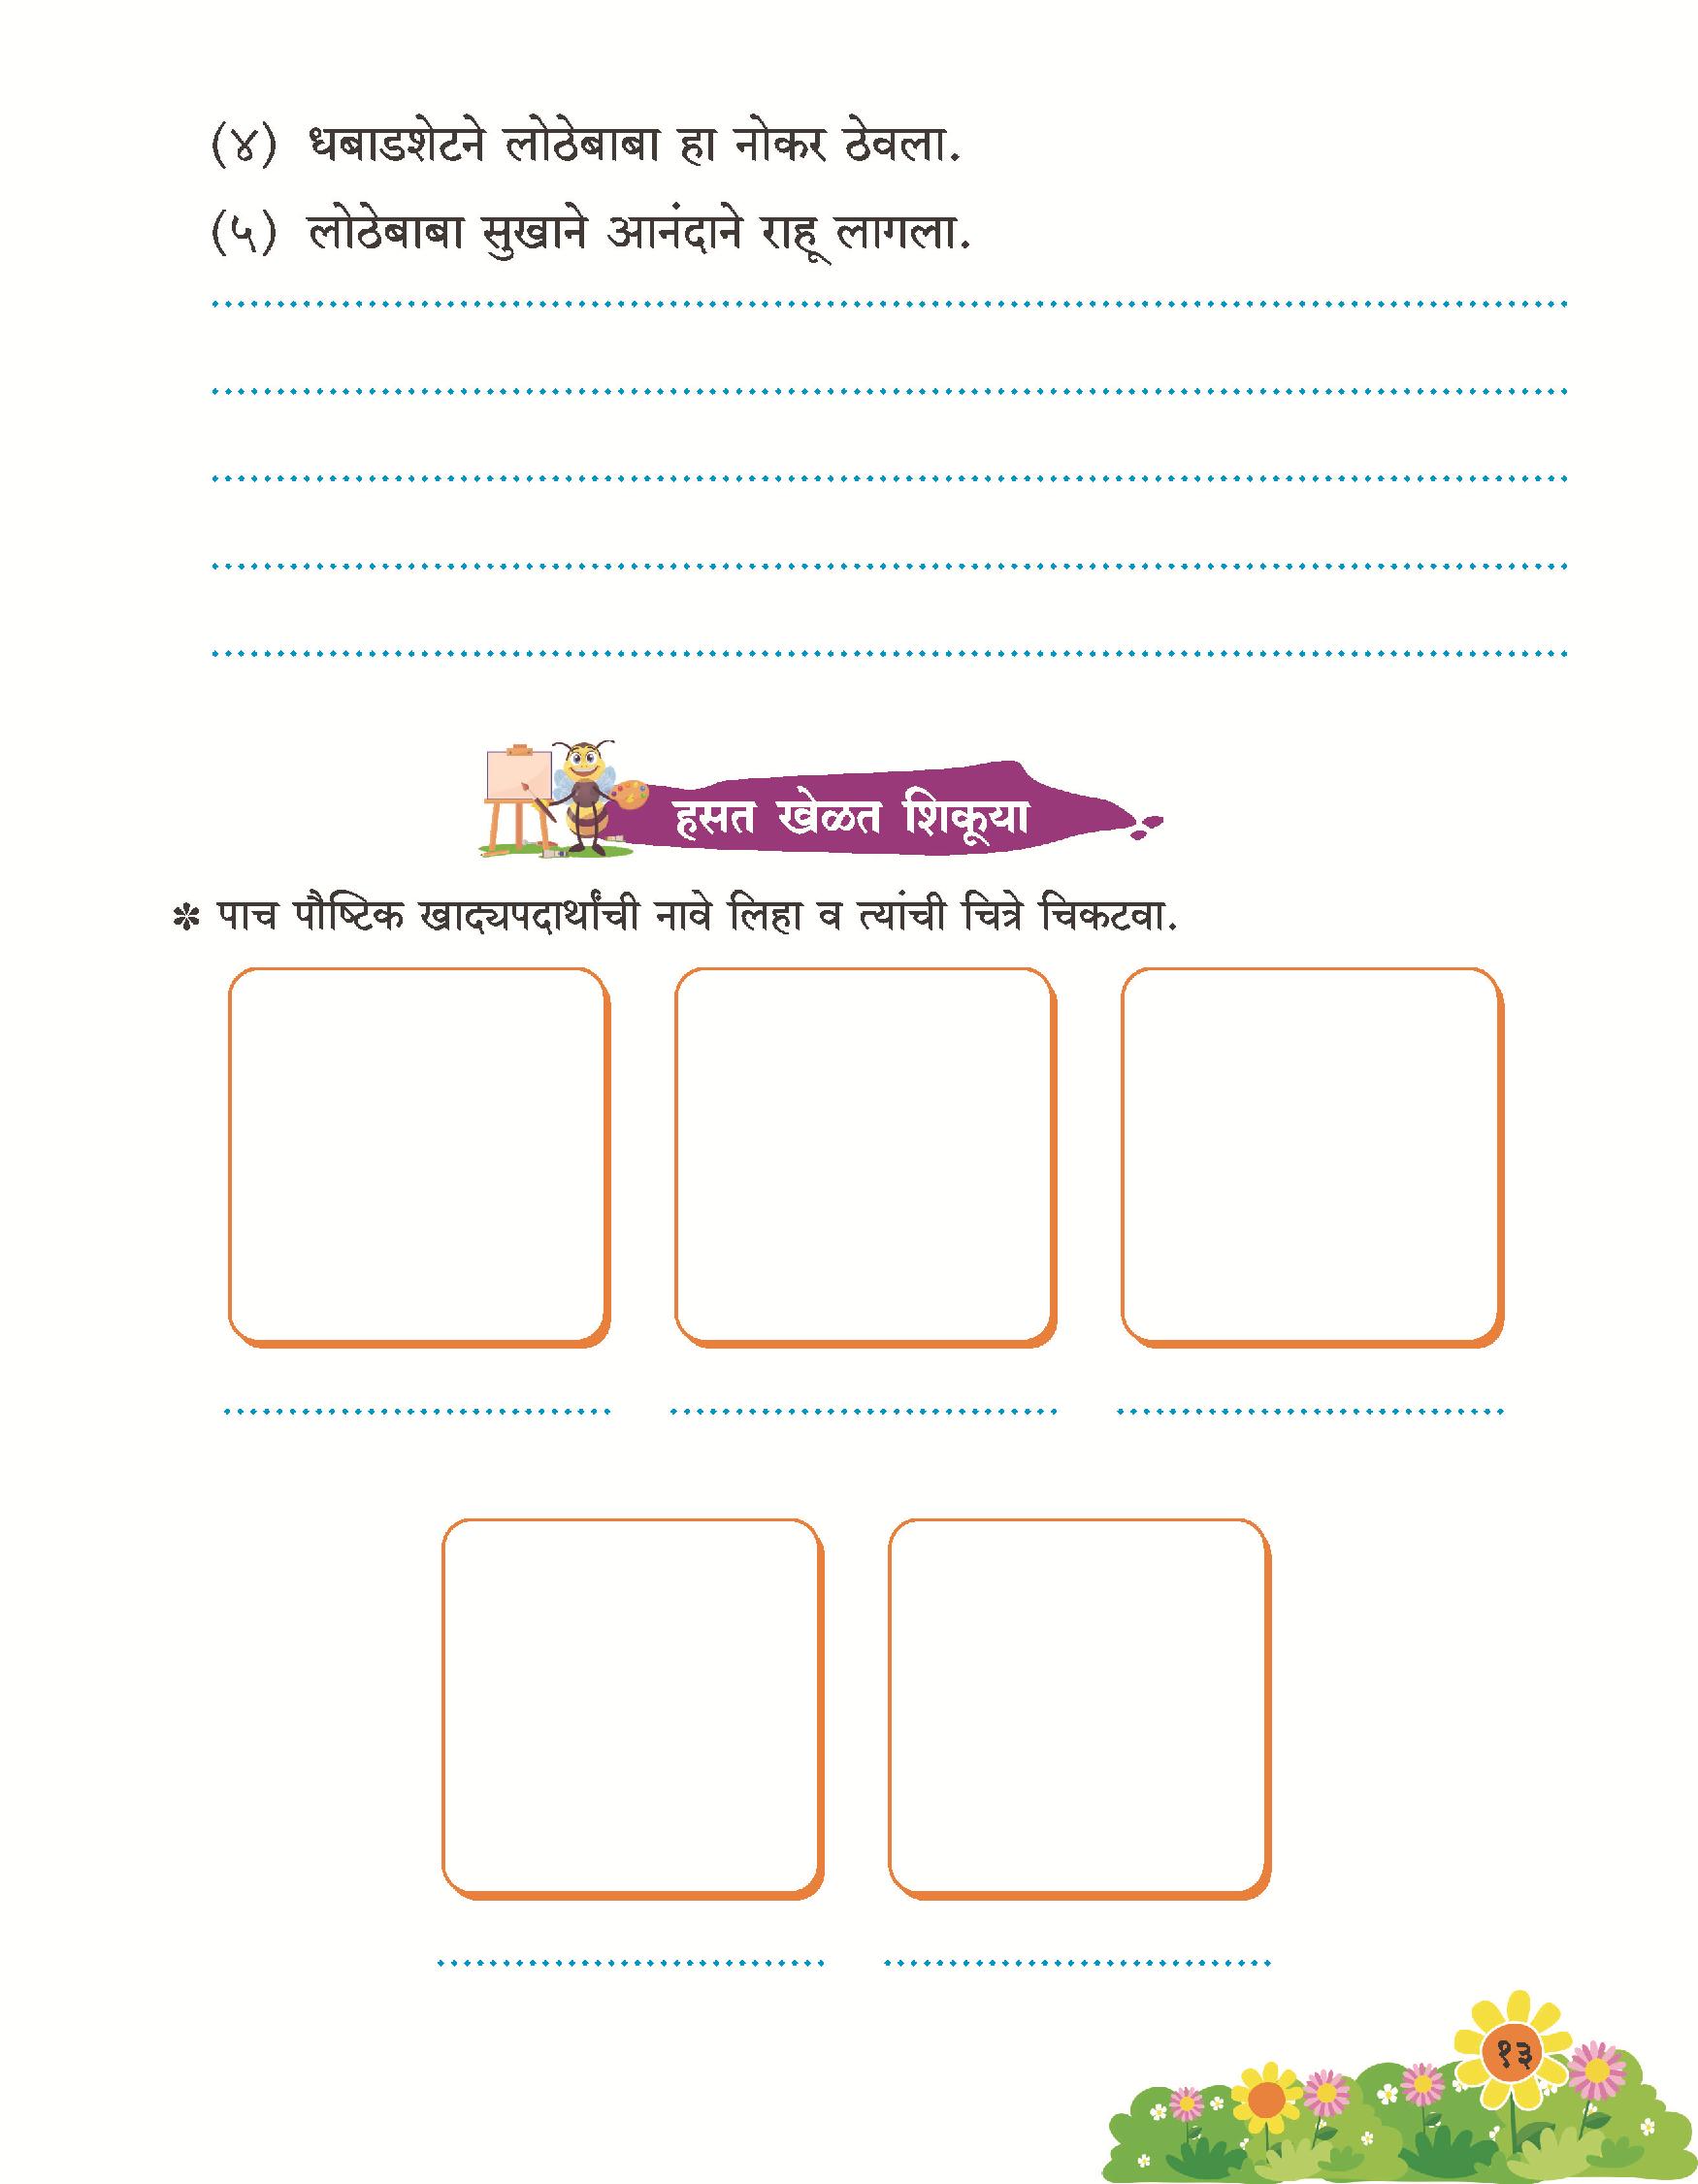 (४) धबाडशेटने लोठेबाबा हा नोकर ठेवला.
(५) लोठेबाबा सुखाने आनंदाने राहू लागला.
हसत खेळत शिकूया
✽ पाच पौष्टिक खाद्यपदार्थांची नावे लिहा व त्यांची चित्रे चिकटवा.
१३